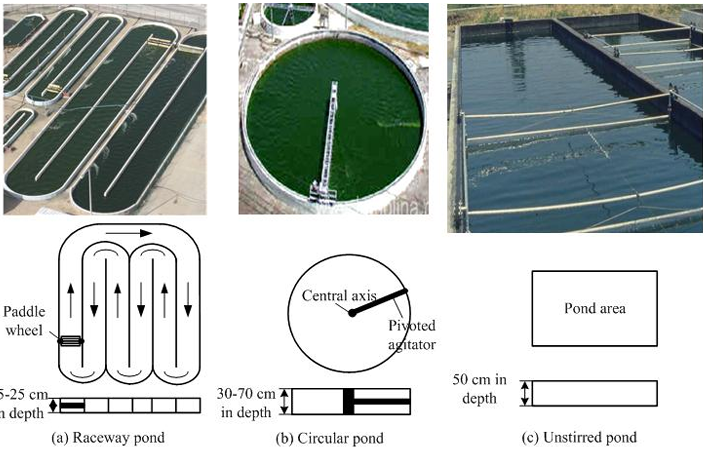 Paddle
wheel
5-25 cm
in depth
(a) Raceway pond
Central axis
Pivoted
agitator
30-70 cm
in depth
(b) Circular pond
Pond area
50 cm in
depth
(c) Unstirred pond